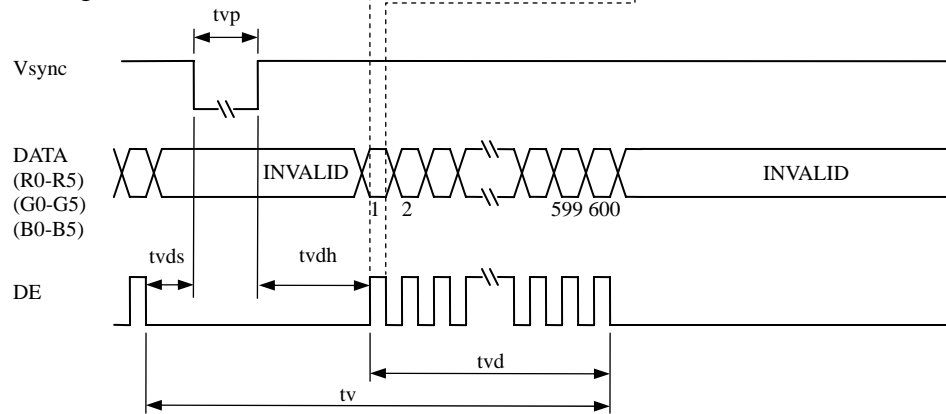 tvp
Vsync
DATA
(R0-R5)
(G0-G5)
(B0-B5)
INVALID
INVALID
1 2 599 600
tvds
tvdh
DE
tvd
tv